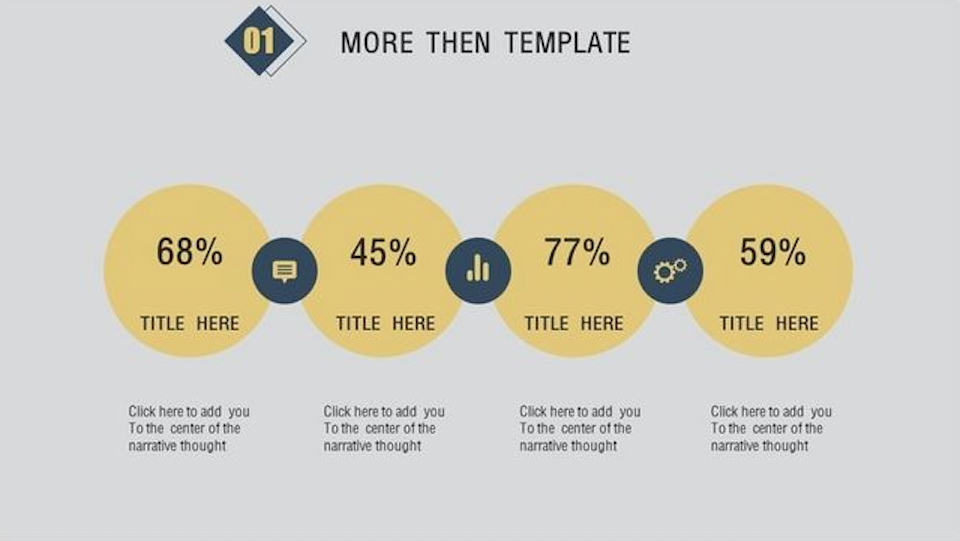 01
MORE THEN TEMPLATE
68%
45%
77%
59%
TITLE HERE
TITLE HERE
TITLE HERE
TITLE HERE
Click here to add you
To the center of the
narrative thought
Click here to add you
To the center of the
narrative thought
Click here to add you
To the center of the
narrative thought
Click here to add you
To the center of the
narrative thought